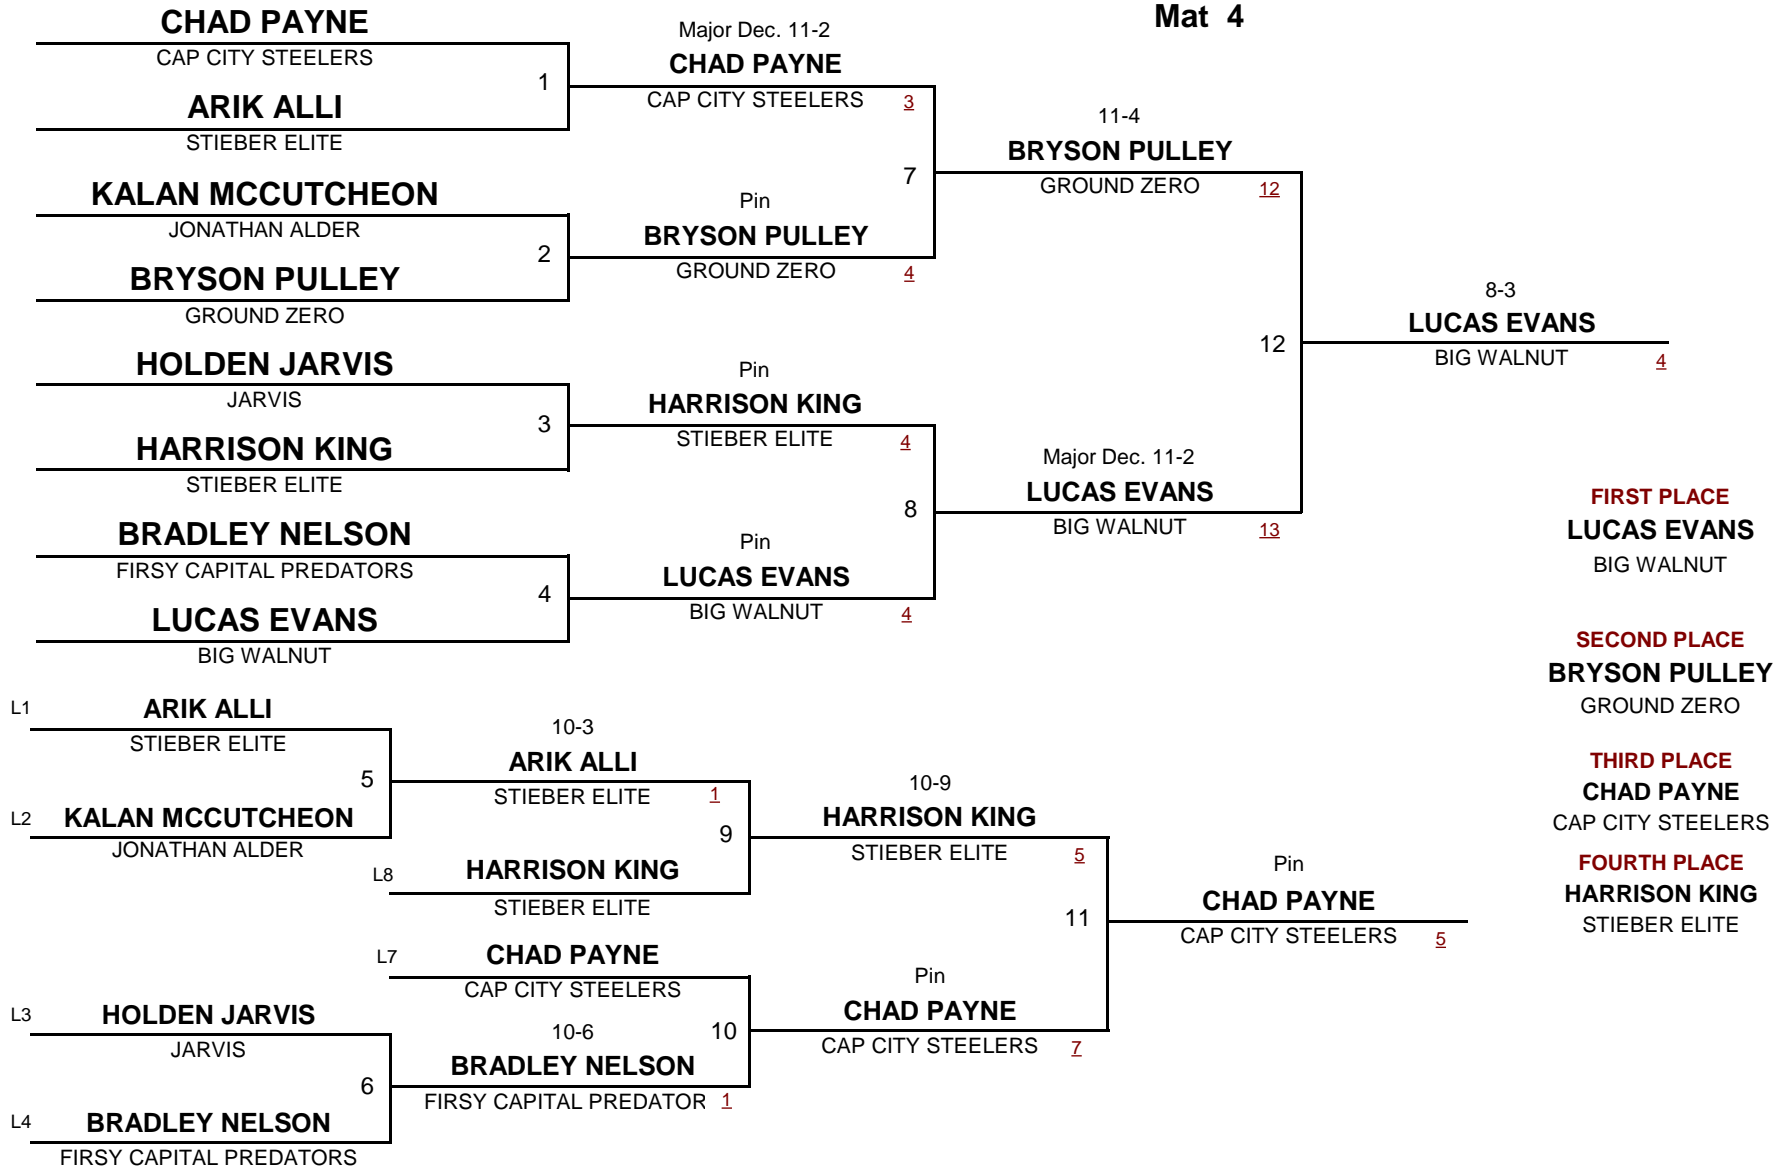 Mat 4
CHAD PAYNE
CAP CITY STEELERS
1
ARIK ALLI
STIEBER ELITE
KALAN MCCUTCHEON
JONATHAN ALDER
2
BRYSON PULLEY
GROUND ZERO
HOLDEN JARVIS
JARVIS
3
HARRISON KING
STIEBER ELITE
BRADLEY NELSON
FIRSY CAPITAL PREDATORS
4
LUCAS EVANS
BIG WALNUT
Major Dec. 11-2
CHAD PAYNE
CAP CITY STEELERS 3
7
Pin
BRYSON PULLEY
GROUND ZERO 4
Pin
HARRISON KING
STIEBER ELITE 4
8
Pin
LUCAS EVANS
BIG WALNUT 4
11-4
BRYSON PULLEY
GROUND ZERO 12
12
Major Dec. 11-2
LUCAS EVANS
BIG WALNUT 13
8-3
LUCAS EVANS
BIG WALNUT 4
L1 ARIK ALLI
STIEBER ELITE
5
L2 KALAN MCCUTCHEON
JONATHAN ALDER
L3 HOLDEN JARVIS
JARVIS
6
L4 BRADLEY NELSON
FIRSY CAPITAL PREDATORS
10-3
ARIK ALLI
STIEBER ELITE 1
9
L8 HARRISON KING
STIEBER ELITE
L7 CHAD PAYNE
CAP CITY STEELERS
10-6 10
BRADLEY NELSON
FIRSY CAPITAL PREDATOR 1
10-9
HARRISON KING
STIEBER ELITE 5
11
Pin
CHAD PAYNE
CAP CITY STEELERS 7
Pin
CHAD PAYNE
CAP CITY STEELERS 5
FIRST PLACE
LUCAS EVANS
BIG WALNUT
SECOND PLACE
BRYSON PULLEY
GROUND ZERO
THIRD PLACE
CHAD PAYNE
CAP CITY STEELERS
FOURTH PLACE
HARRISON KING
STIEBER ELITE